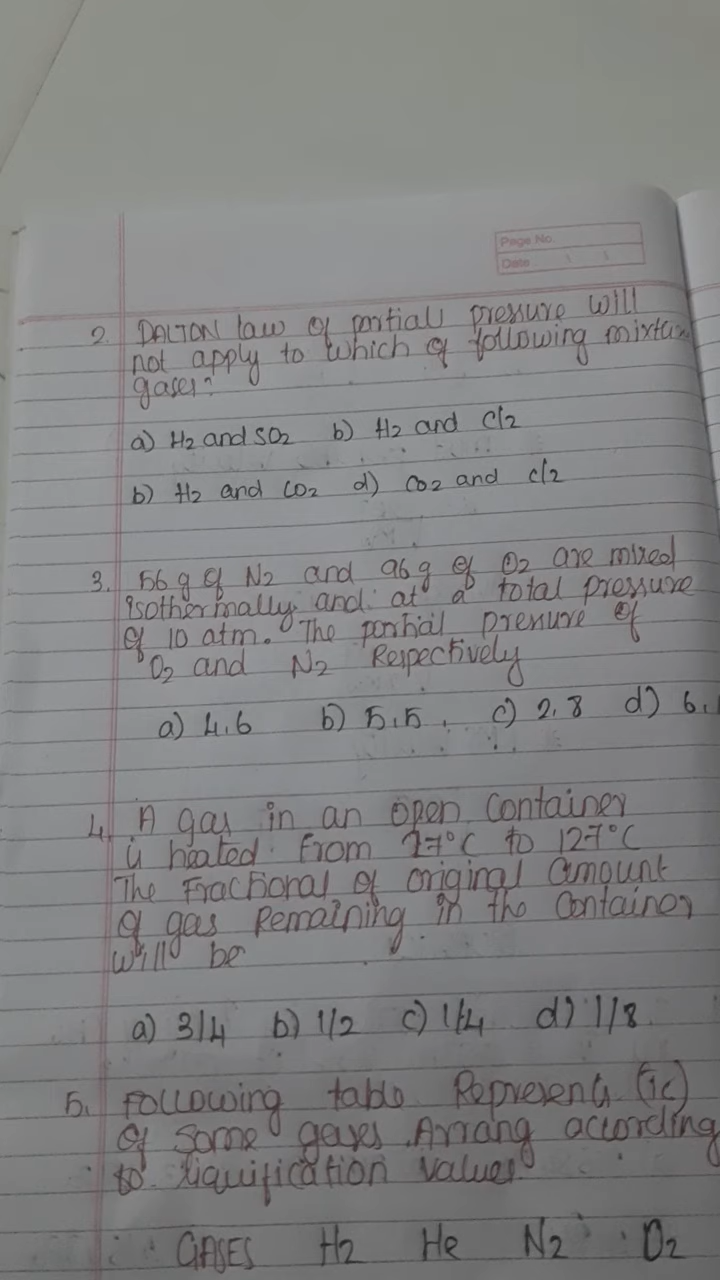 Page No.
Date
2. DALTON law of partial pressure will
not apply to which of following
gases?
a) H2 and SO2 b) H2 and Cl2
b) H2 and CO2 d) CO2 and cl2
3. 56 g of N2 and 96 g of O2 are mixed
isothermally and at a total pressure
of 10 atm. The partial pressure of
O2 and N2 Respectively
a) 4,6 b) 5,5 c) 2,8 d) 6,
4. A gas in an open container
is heated from 27°C to 127°C
The Fractional of original amount
of gas Remaining in the container
will be
a) 3/4 b) 1/2 c) 1/4 d) 1/8
5. Following table Represents (Tc)
of some gases Arrang according
to liquification values
GASES H2 He N2 O2